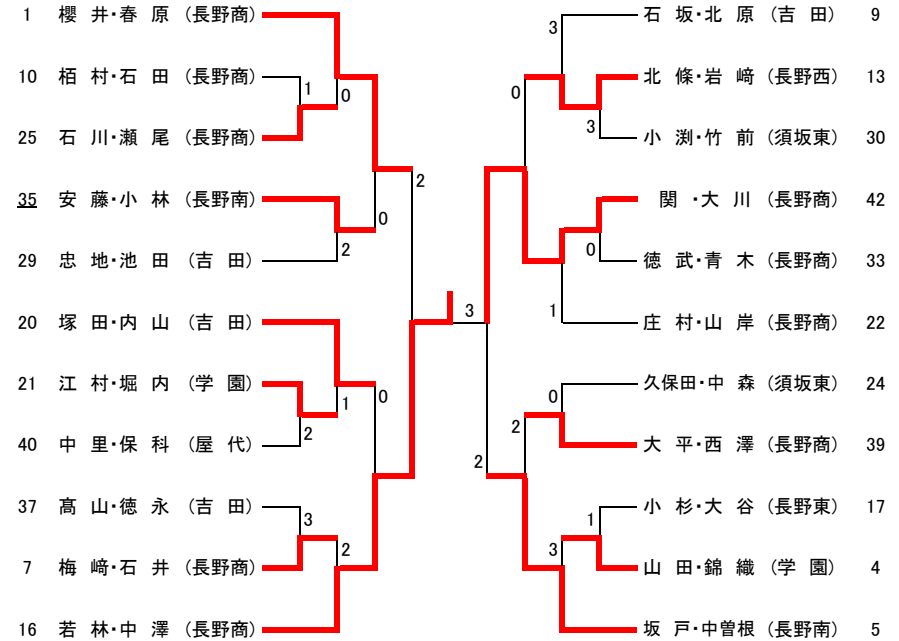 1 櫻 井・春 原 (長野商)
10 栢 村・石 田 (長野商)
25 石 川・瀬 尾 (長野商)
35 安 藤・小 林 (長野南)
29 忠 地・池 田 (吉 田)
20 塚 田・内 山 (吉 田)
21 江 村・堀 内 (学 園)
40 中 里・保 科 (屋 代)
37 髙 山・徳 永 (吉 田)
7 梅 﨑・石 井 (長野商)
16 若 林・中 澤 (長野商)
1
0
2
0
2
1
0
2
3
2
3
3
0
3
0
1
0
2
2
1
3
石 坂・北 原 (吉 田) 9
北 條・岩 﨑 (長野西) 13
小 渕・竹 前 (須坂東) 30
関 ・大 川 (長野商) 42
徳 武・青 木 (長野商) 33
庄 村・山 岸 (長野商) 22
久保田・中 森 (須坂東) 24
大 平・西 澤 (長野商) 39
小 杉・大 谷 (長野東) 17
山 田・錦 織 (学 園) 4
坂 戸・中曽根 (長野南) 5